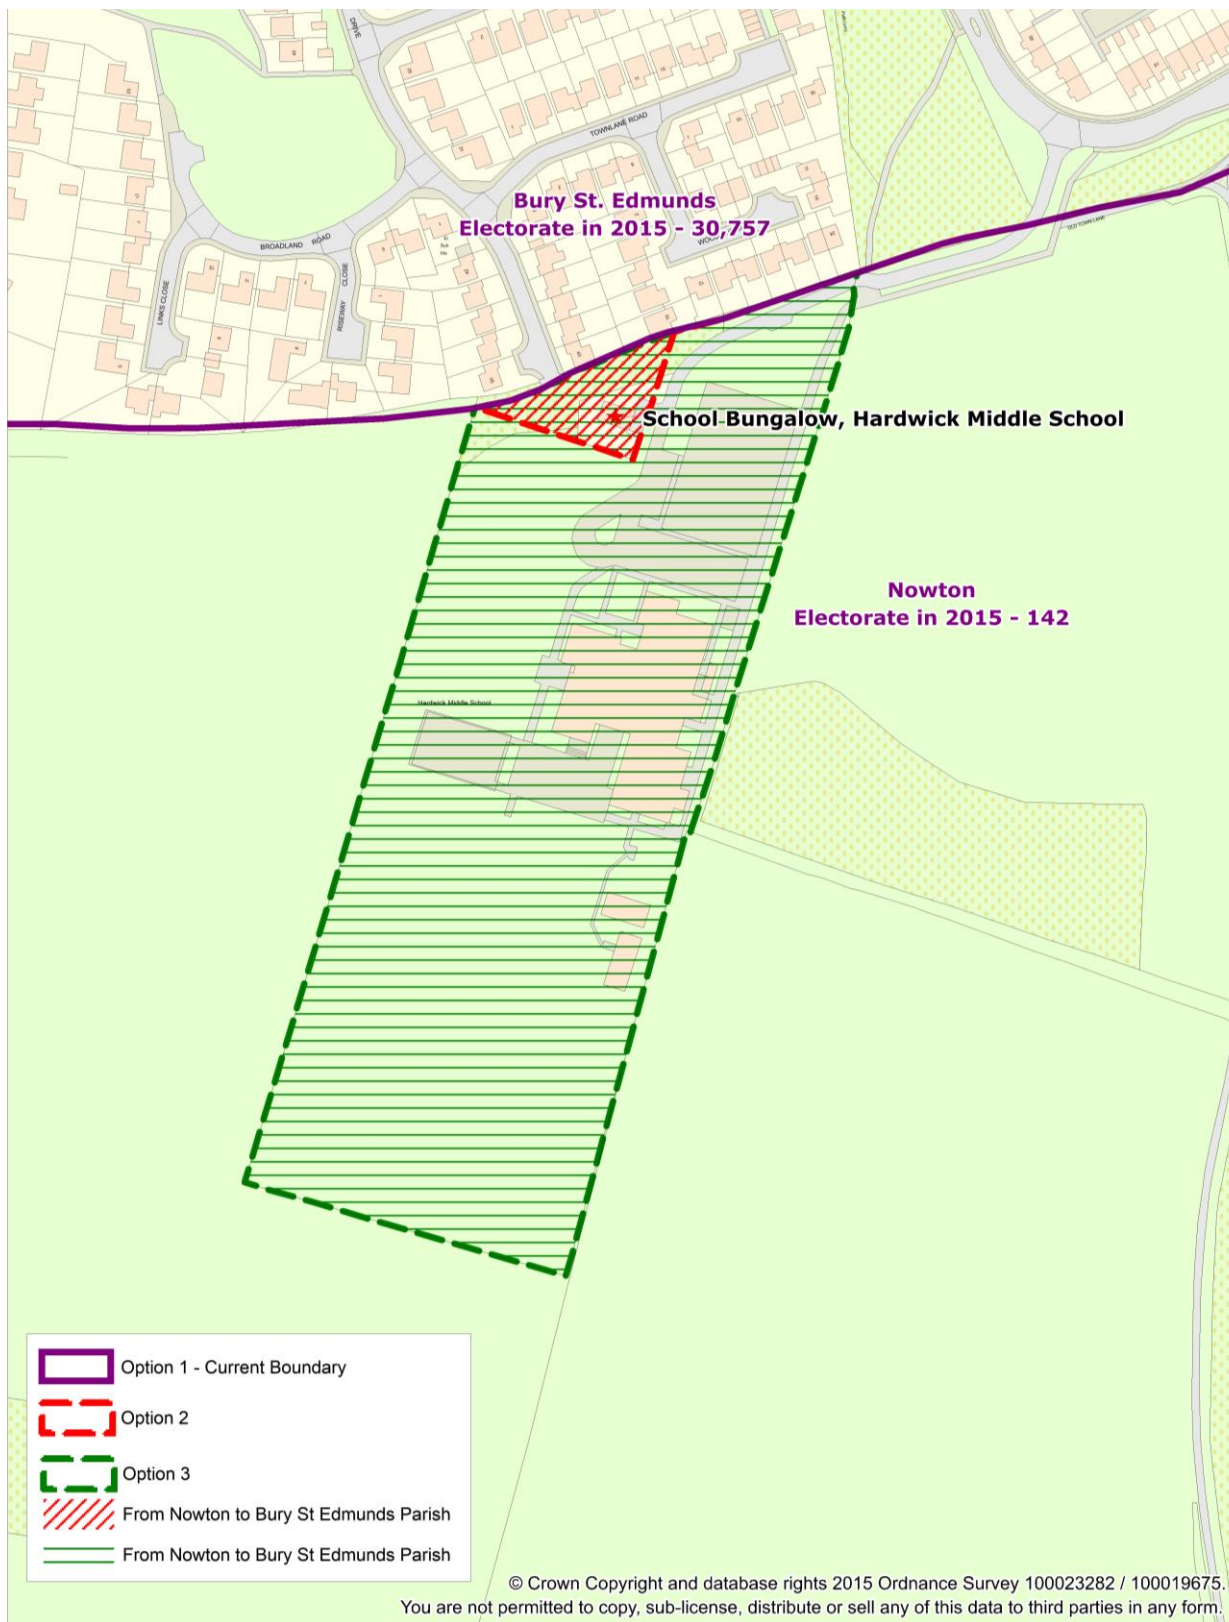 DRIVE
TOWNLANE ROAD
Bury St. Edmunds
Electorate in 2015 - 30,757
OLD TOWN LANE
BROADLAND ROAD
LINKS CLOSE
RISEWAY CLOSE
School Bungalow, Hardwick Middle School
Nowton
Electorate in 2015 - 142
Hardwick Middle School
Option 1 - Current Boundary
Option 2
Option 3
From Nowton to Bury St Edmunds Parish
From Nowton to Bury St Edmunds Parish
© Crown Copyright and database rights 2015 Ordnance Survey 100023282 / 100019675.
You are not permitted to copy, sub-license, distribute or sell any of this data to third parties in any form.